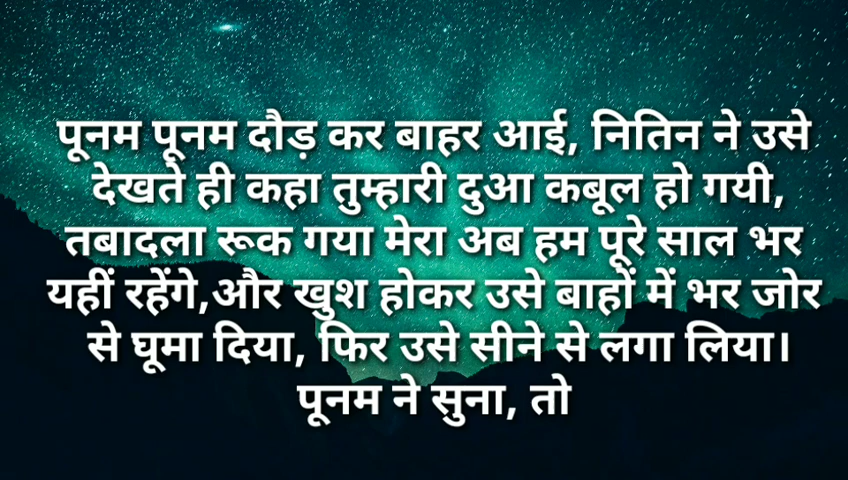 पूनम पूनम दौड़ कर बाहर आई, नितिन ने उसे
देखते ही कहा तुम्हारी दुआ कबूल हो गयी,
तबादला रूक गया मेरा अब हम पूरे साल भर
यहीं रहेंगे,और खुश होकर उसे बाहों में भर जोर
से घूमा दिया, फिर उसे सीने से लगा लिया।
पूनम ने सुना, तो